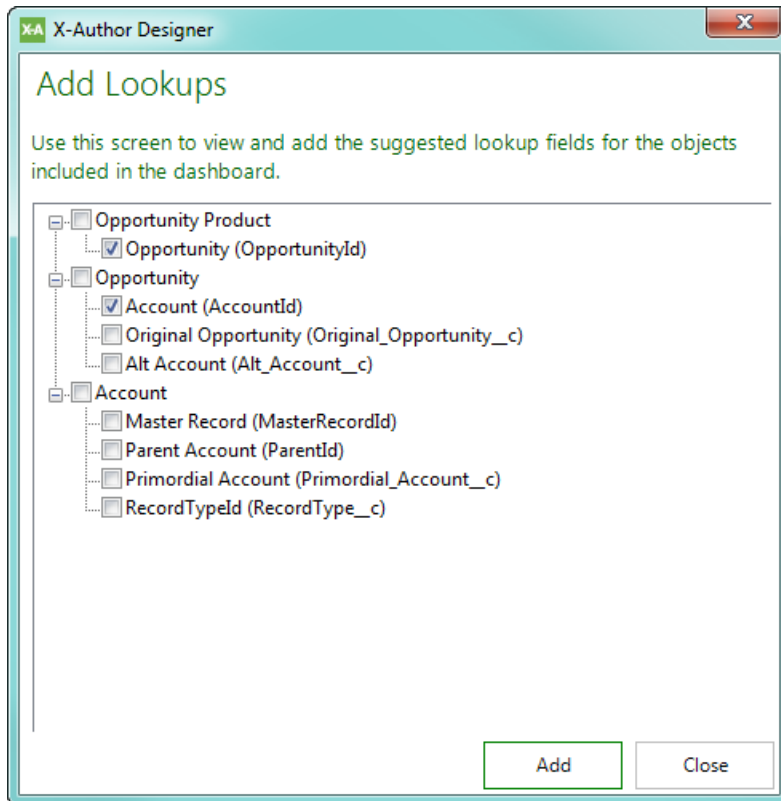 X-A X-Author Designer
Add Lookups
Use this screen to view and add the suggested lookup fields for the objects
included in the dashboard.
Opportunity Product
Opportunity (OpportunityId)
Opportunity
Account (AccountId)
Original Opportunity (Original_Opportunity__c)
Alt Account (Alt_Account__c)
Account
Master Record (MasterRecordId)
Parent Account (ParentId)
Primordial Account (Primordial_Account__c)
RecordTypeId (RecordType__c)
Add Close